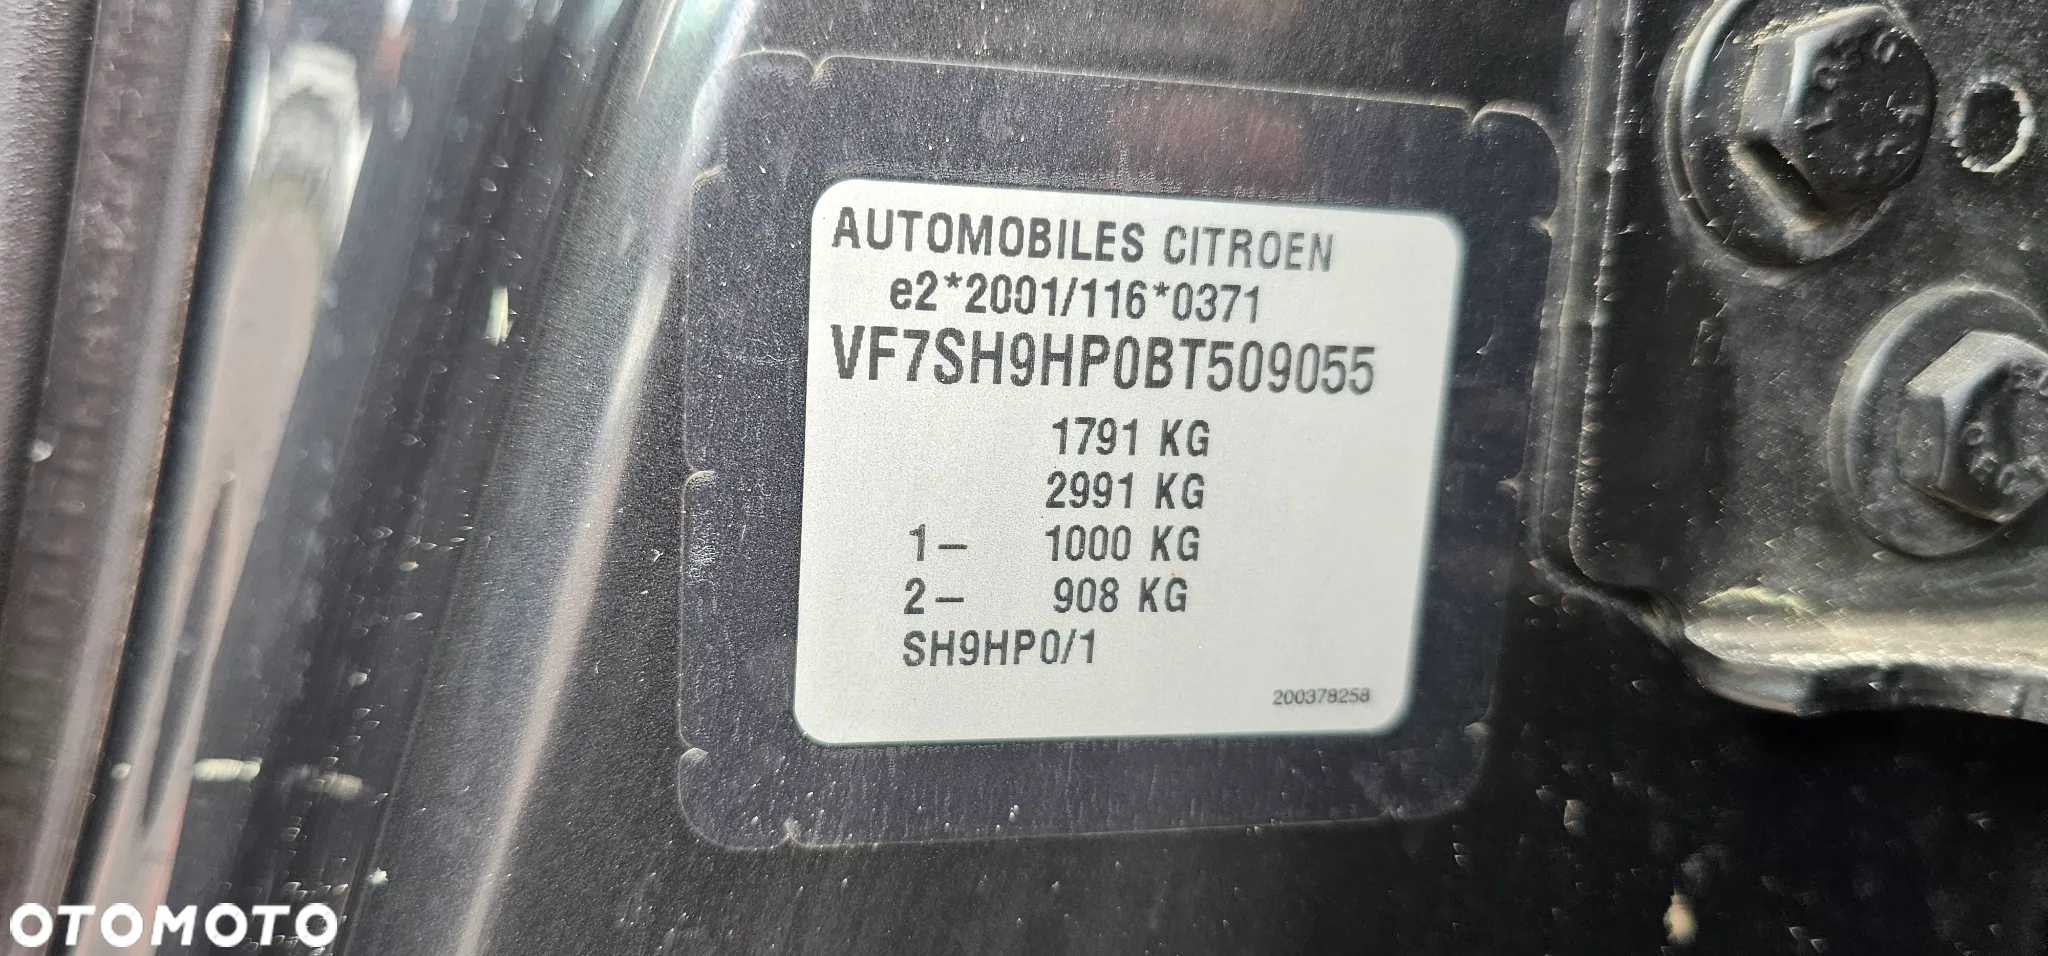 AUTOMOBILES CITROEN
e2*2001/116*0371
VF7SH9HP0BT509055
1791 KG
2991 KG
1- 1000 KG
2- 908 KG
SH9HP0/1
200378258
OTOMOTO